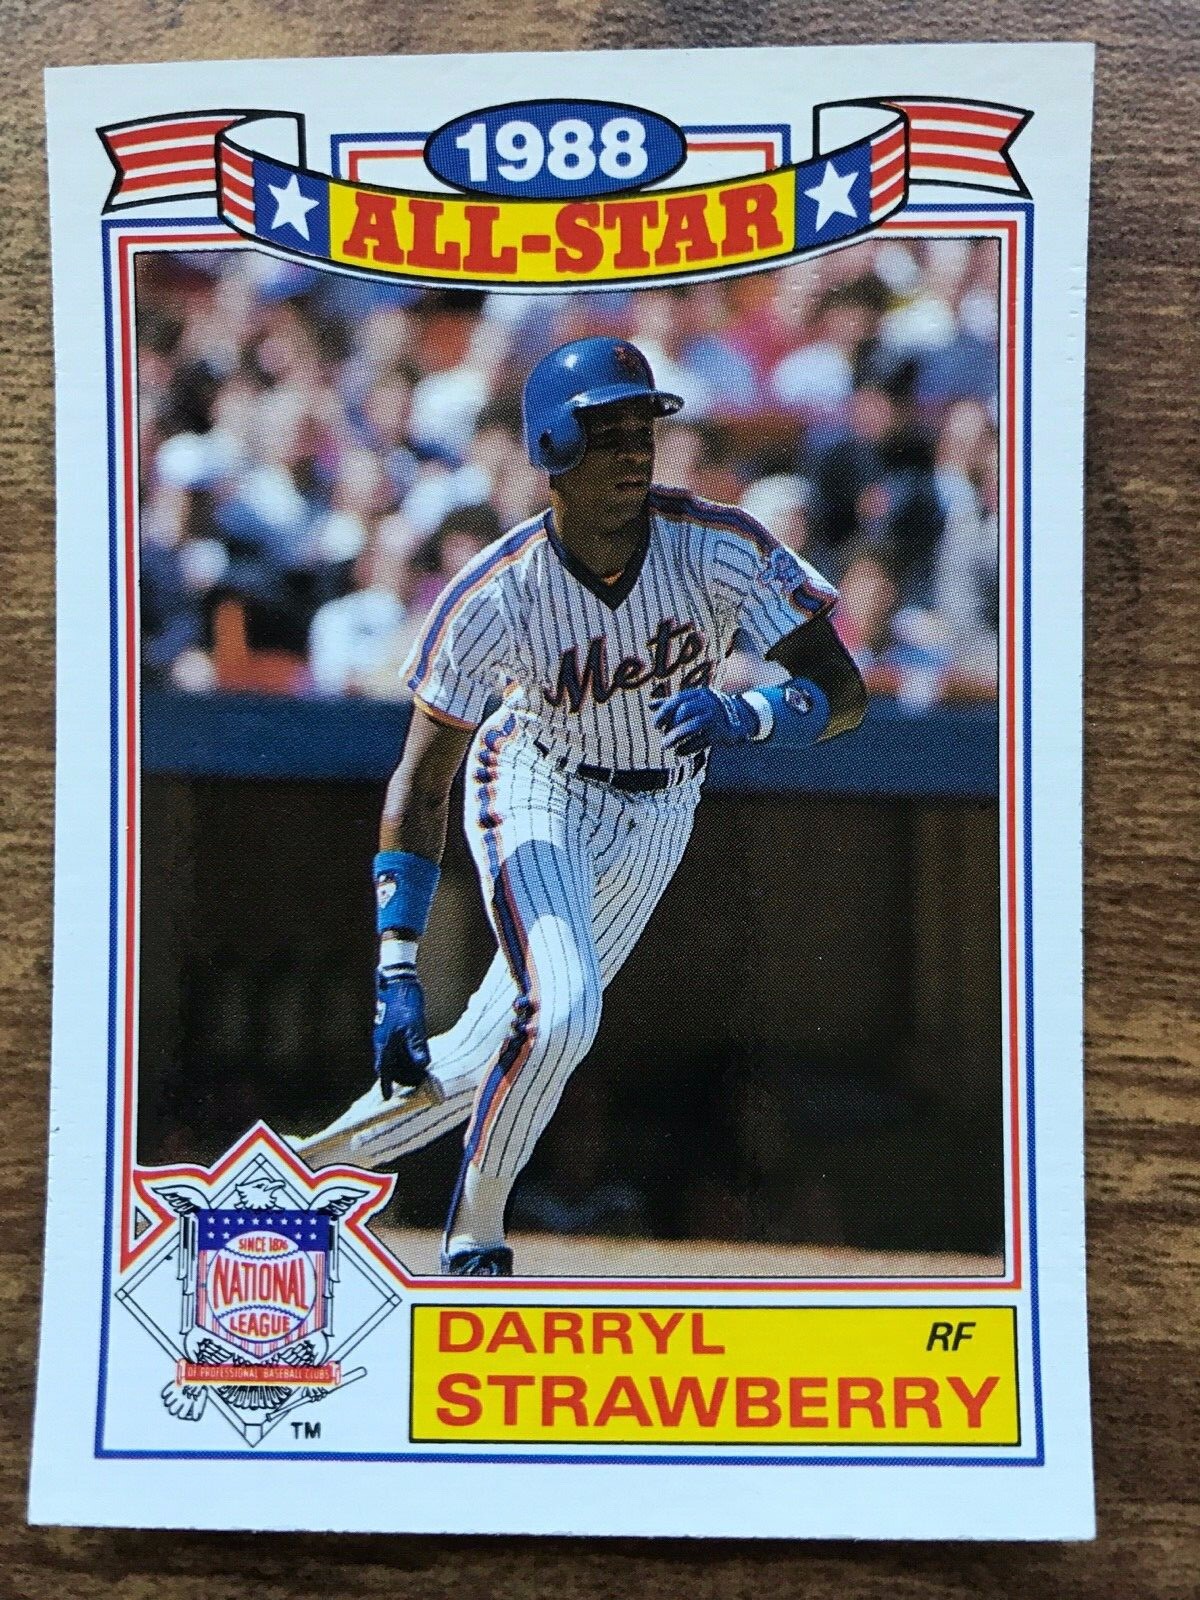 1988
ALL-STAR
Mets
SINCE 1876
NATIONAL
LEAGUE
OF PROFESSIONAL BASEBALL CLUBS
TM
DARRYL RF
STRAWBERRY